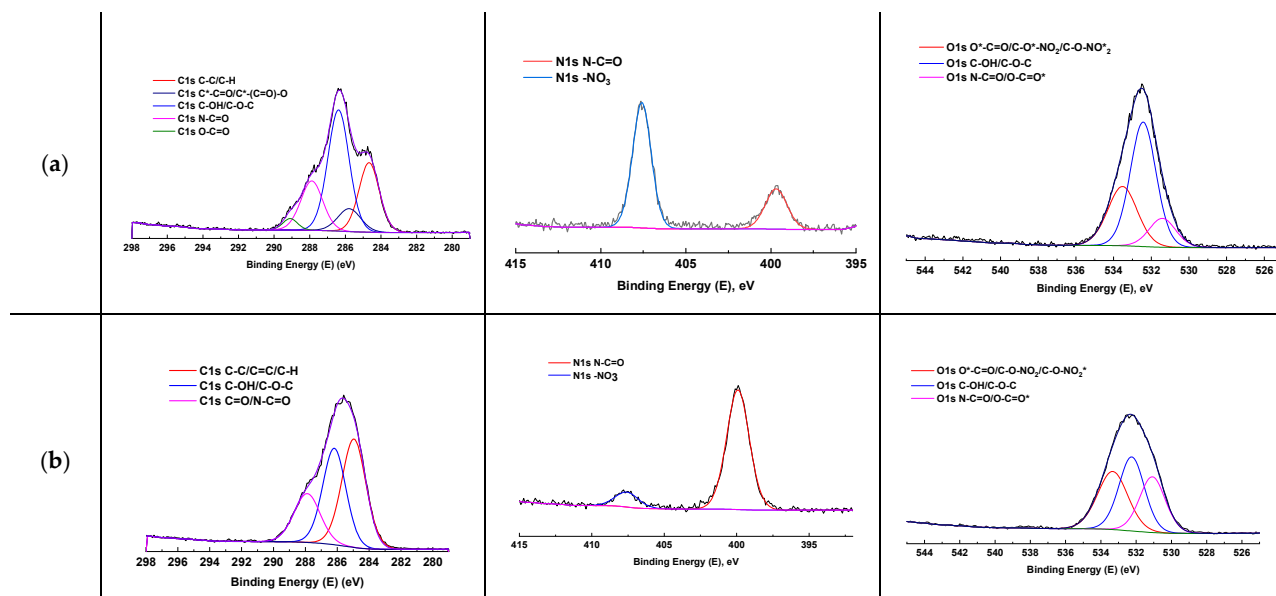 (a)
C1s C-C/C-H
C1s C*-C=O/C*-(C=O)-O
C1s C-OH/C-O-C
C1s N-C=O
C1s O-C=O
298 296 294 292 290 288 286 284 282 280
Binding Energy (E) (eV)
N1s N-C=O
N1s -NO₃
415 410 405 400 395
Binding Energy (E), eV
O1s O*-C=O/C-O*-NO₂/C-O-NO*₂
O1s C-OH/C-O-C
O1s N-C=O/O-C=O*
544 542 540 538 536 534 532 530 528 526
Binding Energy (E), eV
(b)
C1s C-C/C=C/C-H
C1s C-OH/C-O-C
C1s C=O/N-C=O
298 296 294 292 290 288 286 284 282 280
Binding Energy (E) (eV)
N1s N-C=O
N1s -NO3
415 410 405 400 395
Binding Energy (E), eV
O1s O*-C=O/C-O-NO₂/C-O-NO₂*
O1s C-OH/C-O-C
O1s N-C=O/O-C=O*
544 542 540 538 536 534 532 530 528 526
Binding Energy (E) (eV)